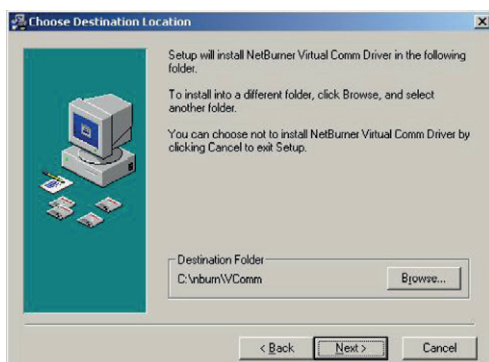 Choose Destination Location
Setup will install NetBurner Virtual Comm Driver in the following
folder.
To install into a different folder, click Browse, and select
another folder.
You can choose not to install NetBurner Virtual Comm Driver by
clicking Cancel to exit Setup.
Destination Folder
C:\nburn\VComm
Browse...
< Back
Next >
Cancel